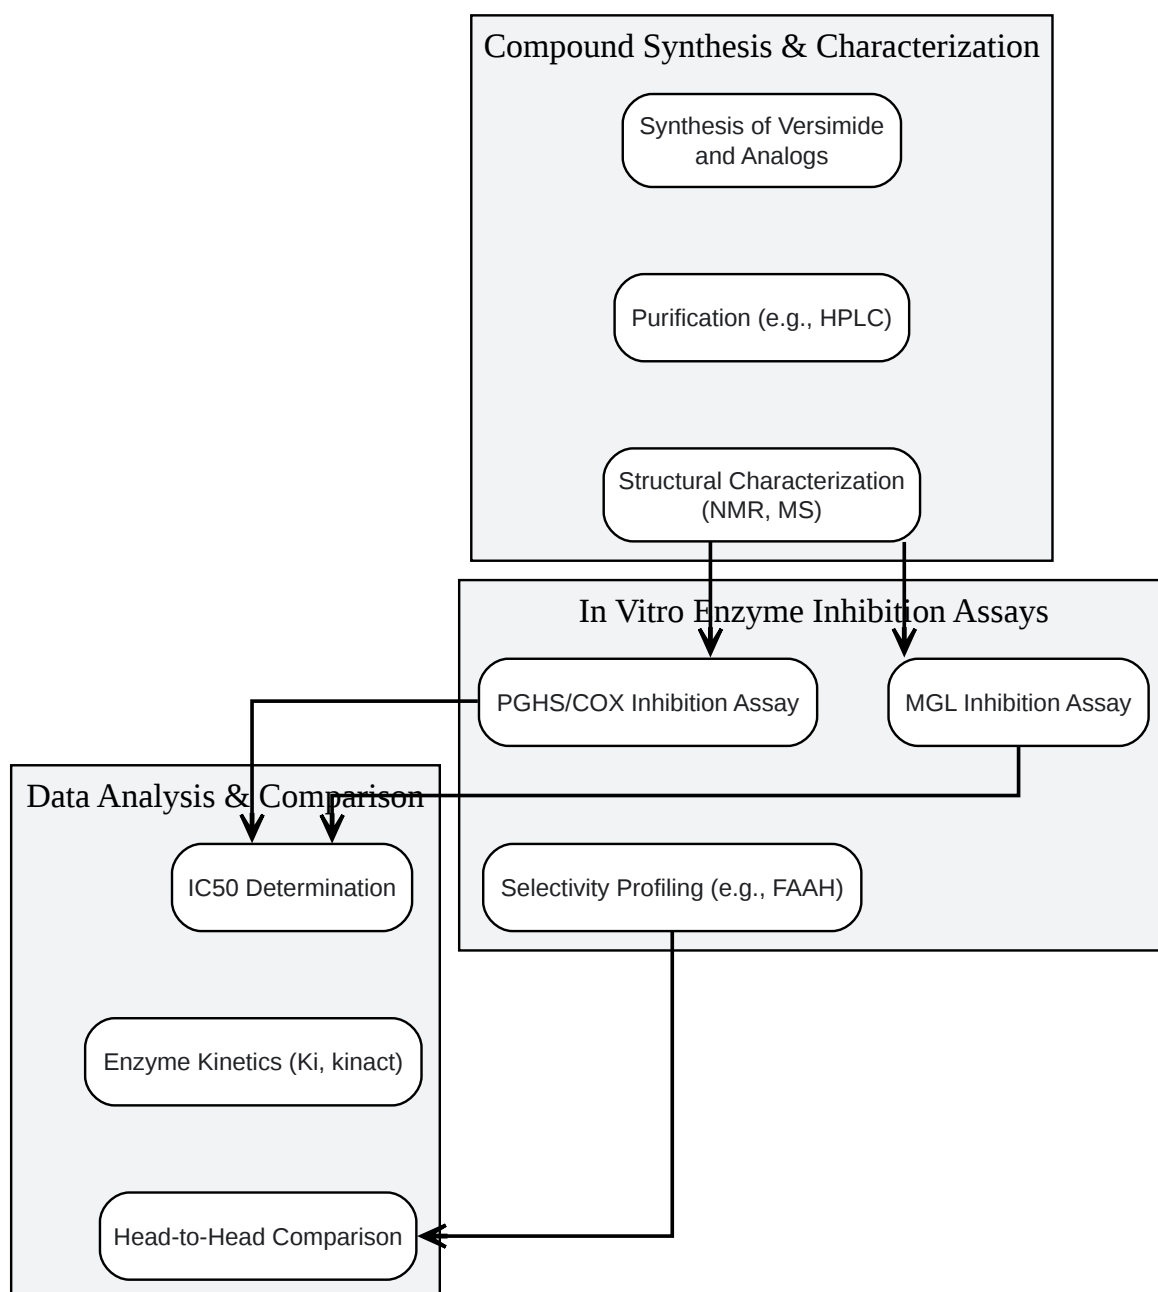 Compound Synthesis & Characterization
Synthesis of Versimide
and Analogs
Purification (e.g., HPLC)
Structural Characterization
(NMR, MS)
In Vitro Enzyme Inhibition Assays
PGHS/COX Inhibition Assay
MGL Inhibition Assay
Selectivity Profiling (e.g., FAAH)
Data Analysis & Comparison
IC50 Determination
Enzyme Kinetics (Ki, kinact)
Head-to-Head Comparison